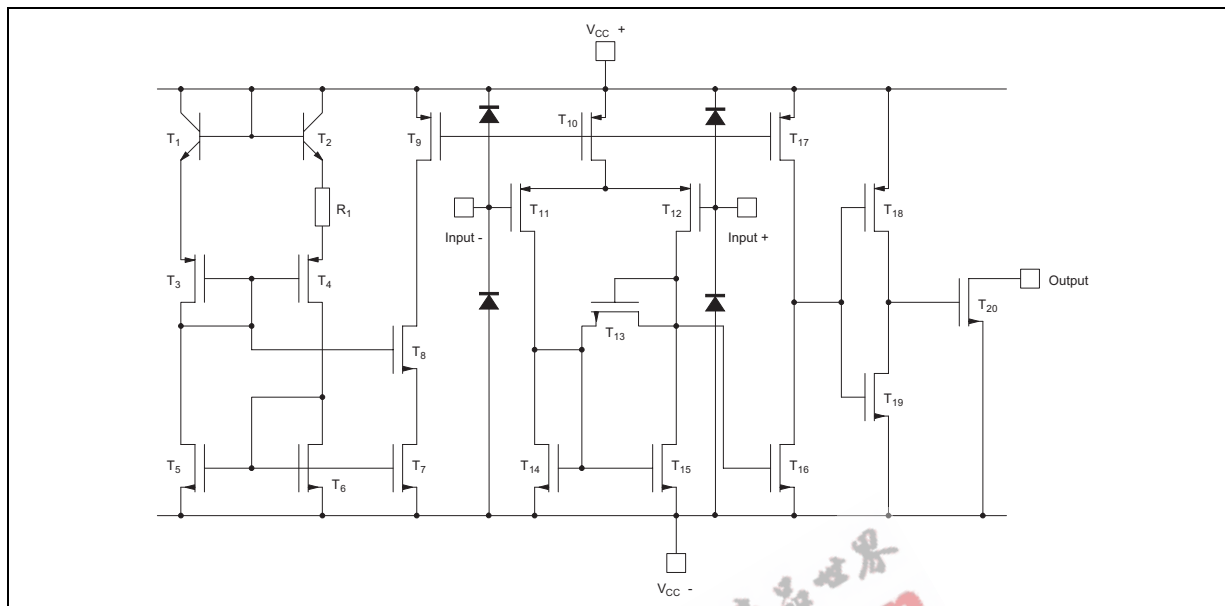 VCC +
T1
T2
T9
T10
T17
R1
T11
T12
T18
Input -
Input +
T3
T4
Output
T20
T13
T8
T19
T5
T6
T7
T14
T15
T16
VCC -